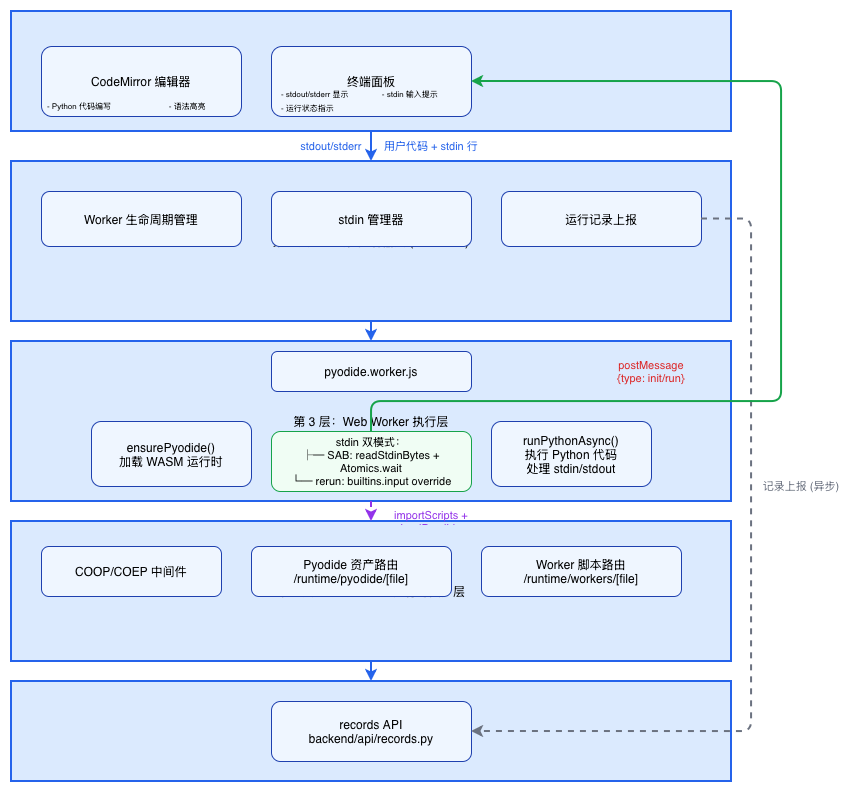 CodeMirror 编辑器
- Python 代码编写
- 语法高亮
终端面板
- stdout/stderr 显示
- stdin 输入提示
- 运行状态指示
stdout/stderr
用户代码 + stdin 行
Worker 生命周期管理
stdin 管理器
运行记录上报
pyodide.worker.js
postMessage
{type: init/run}
第 3 层：Web Worker 执行层
ensurePyodide()
加载 WASM 运行时
stdin 双模式：
├── SAB: readStdinBytes +
Atomics.wait
└── rerun: builtins.input override
runPythonAsync()
执行 Python 代码
处理 stdin/stdout
记录上报 (异步)
importScripts +
COOP/COEP 中间件
Pyodide 资产路由
/runtime/pyodide/[file]
Worker 脚本路由
/runtime/workers/[file]
层
records API
backend/api/records.py